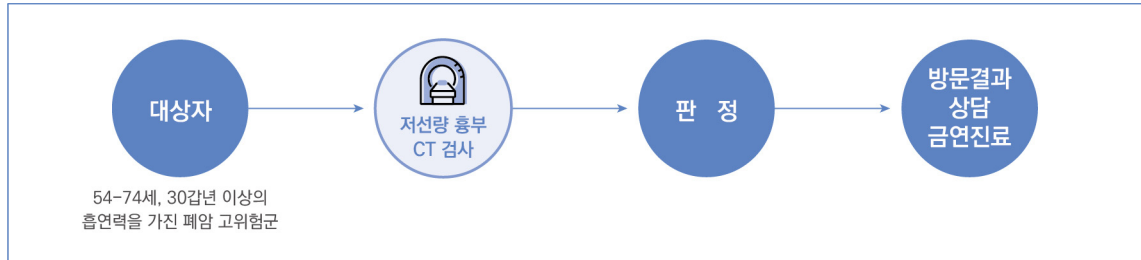 대상자
54-74세, 30갑년 이상의
흡연력을 가진 폐암 고위험군
저선량 흉부
CT 검사
판 정
방문결과
상담
금연진료